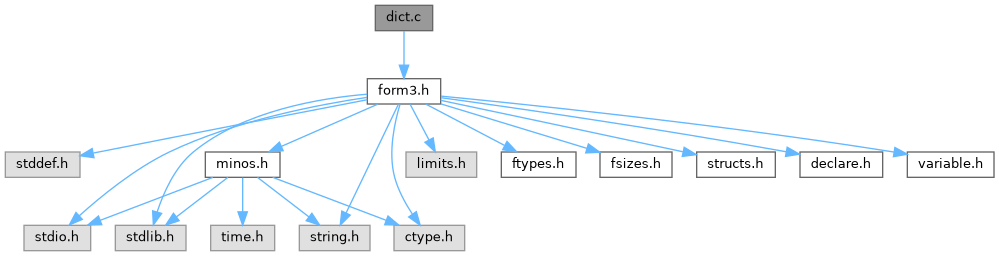 dict.c
form3.h
stddef.h
minos.h
limits.h
ftypes.h
fsizes.h
structs.h
declare.h
variable.h
stdio.h
stdlib.h
time.h
string.h
ctype.h